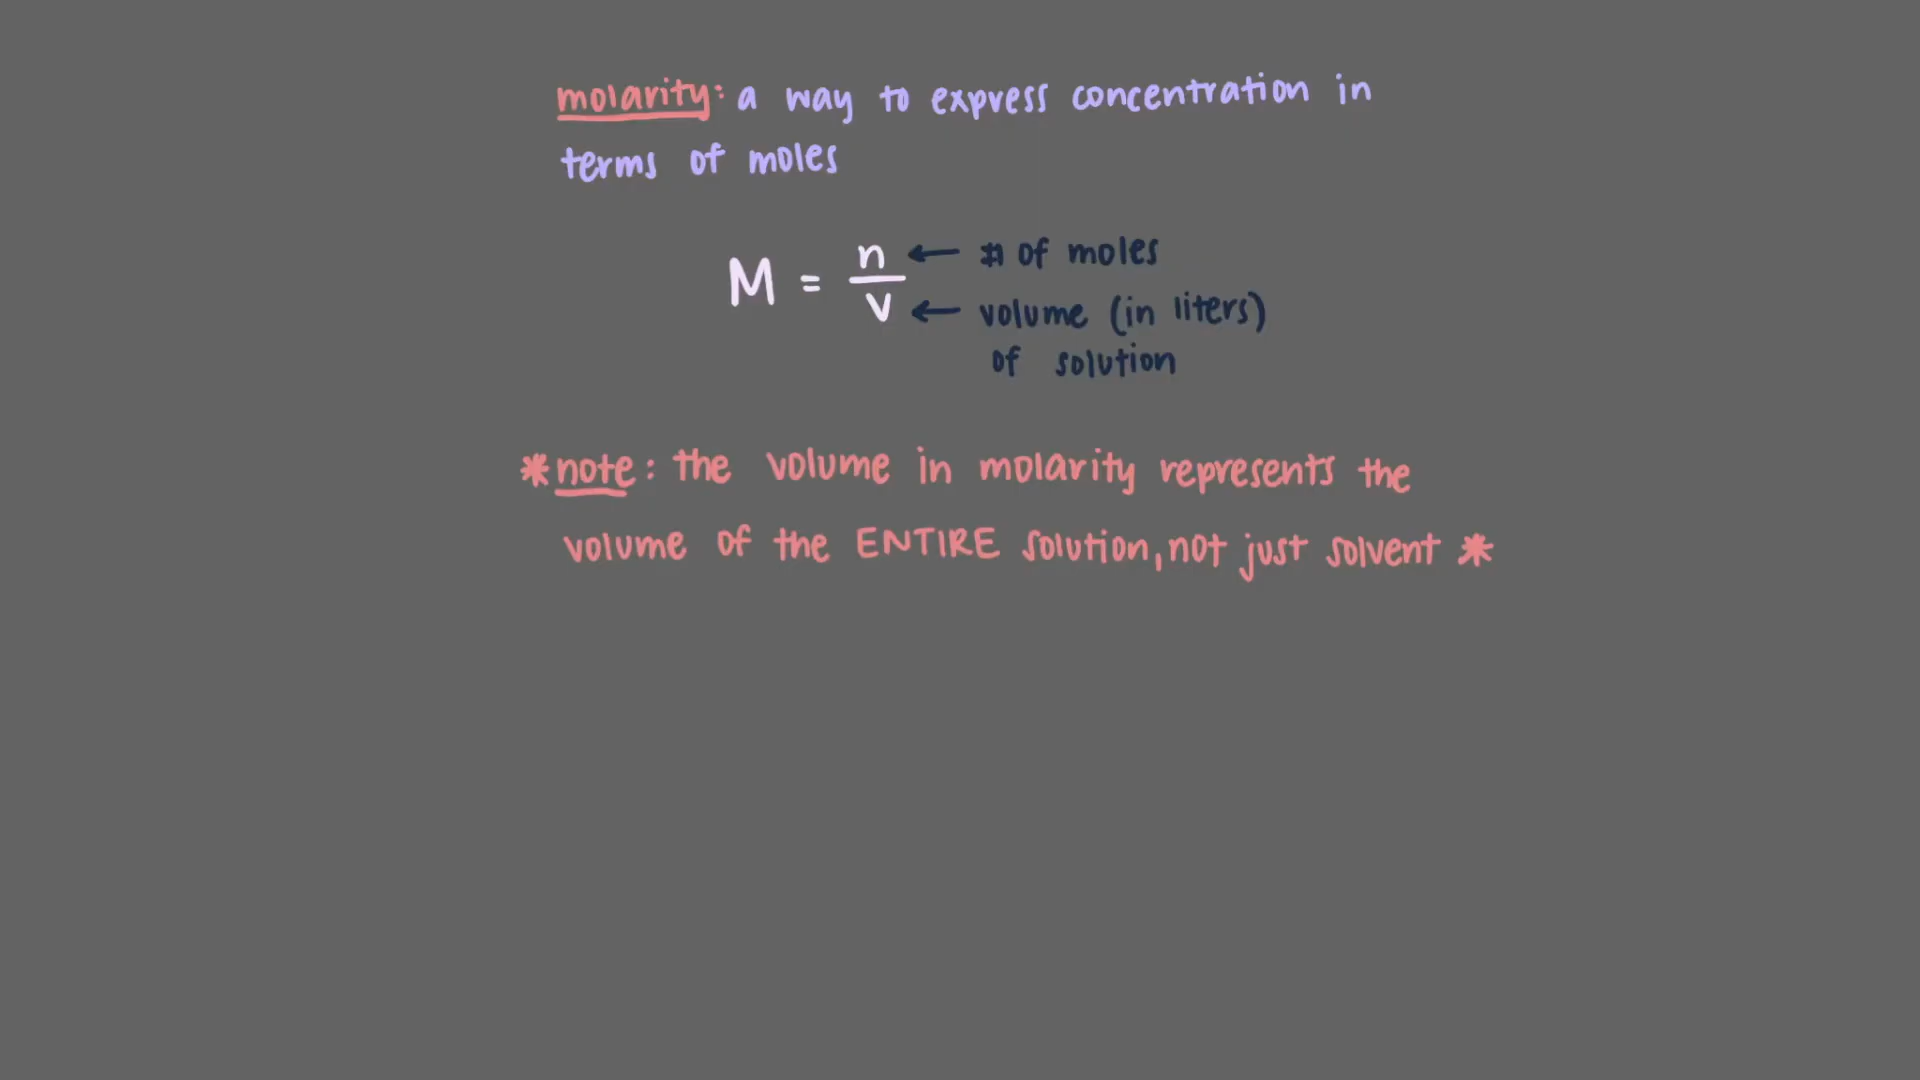 molarity: a way to express concentration in
terms of moles
M = n/v
← # of moles
← volume (in liters)
of solution
*note: the volume in molarity represents the
volume of the ENTIRE solution, not just solvent *